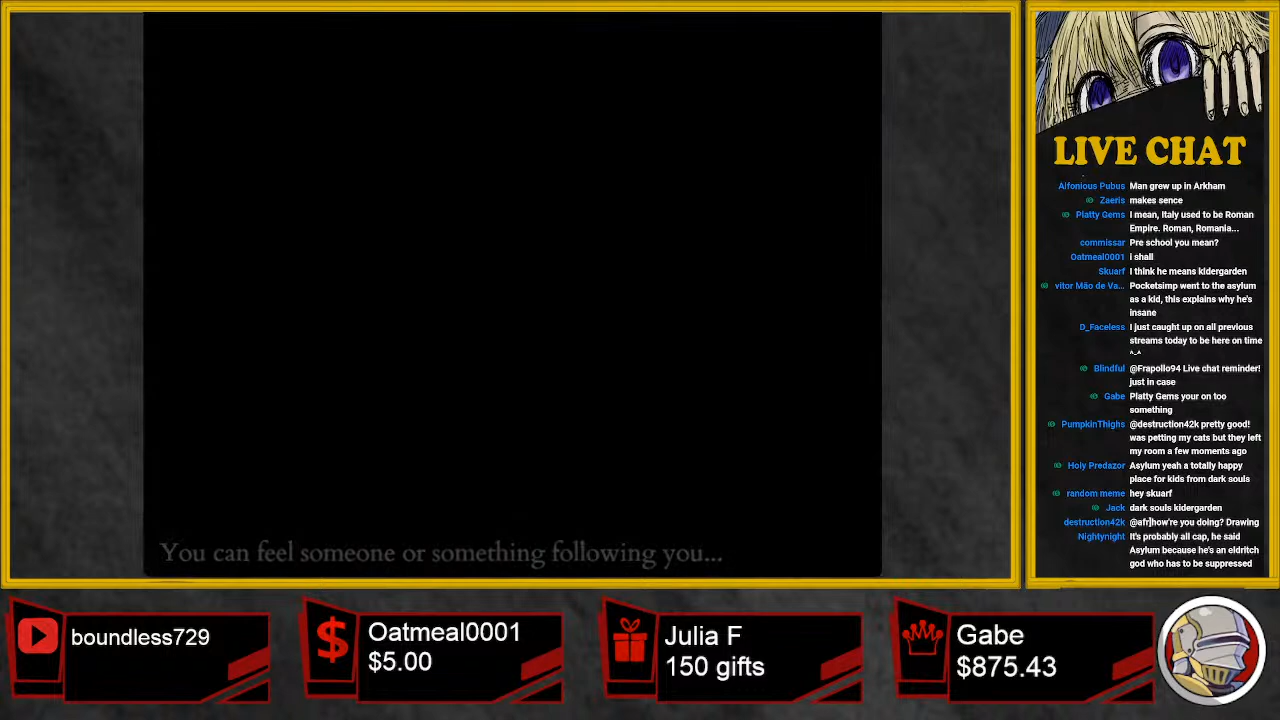 You can feel someone or something following you...
LIVE CHAT
Alfonious Pubus Man grew up in Arkham
Zaeris makes sence
Platty Gems I mean, Italy used to be Roman
Empire. Roman, Romania...
commissar Pre school you mean?
Oatmeal0001 i shall
Skuarf I think he means kidergarden
vitor Mão de Va... Pocketsimp went to the asylum
as a kid, this explains why he's
insane
D_Faceless I just caught up on all previous
streams today to be here on time
^-^
Blindful @Frapollo94 Live chat reminder!
just in case
Gabe Platty Gems your on too
something
PumpkinThighs @destruction42k pretty good!
was petting my cats but they left
my room a few moments ago
Holy Predazor Asylum yeah a totally happy
place for kids from dark souls
random meme hey skuarf
Jack dark souls kidergarden
destruction42k @afr]how're you doing? Drawing
Nightynight It's probably all cap, he said
Asylum because he's an eldritch
god who has to be suppressed
boundless729
Oatmeal0001
$5.00
Julia F
150 gifts
Gabe
$875.43